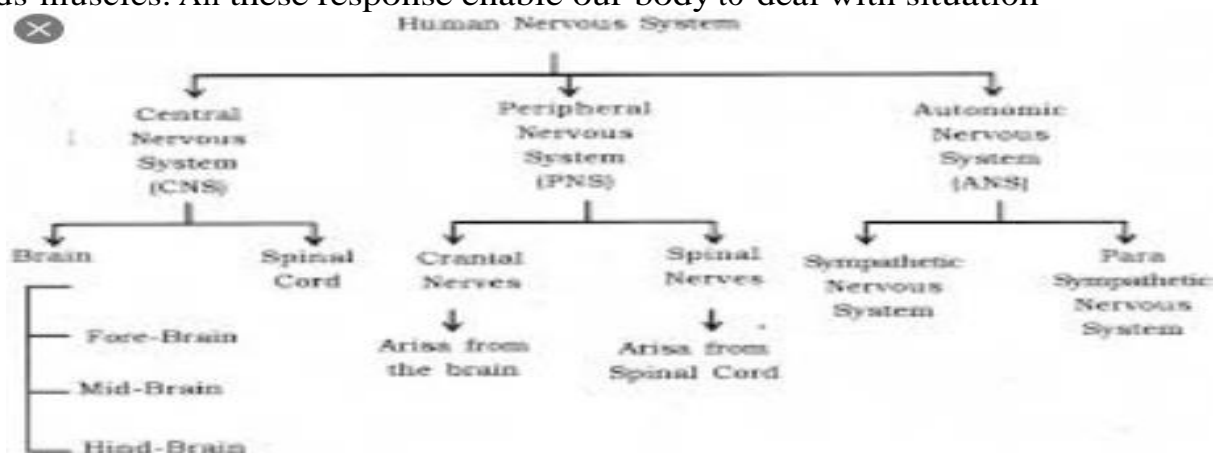 muscles. All these response enable our body to deal with situation
Human Nervous System
Central
Nervous
System
(CNS)
Peripheral
Nervous
System
(PNS)
Autonomic
Nervous
System
(ANS)
Brain
Spinal
Cord
Cranial
Nerves
Spinal
Nerves
Sympathetic
Nervous
System
Para
Sympathetic
Nervous
System
Fore-Brain
Mid-Brain
Hind-Brain
Arisa from
the brain
Arisa from
Spinal Cord